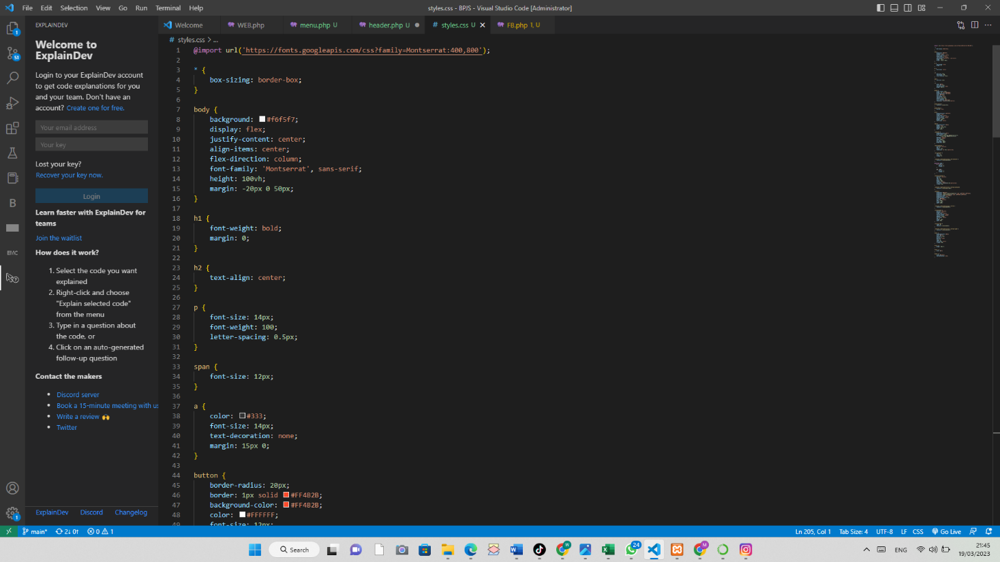 File Edit Selection View Go Run Terminal Help
styles.css - BPJS - Visual Studio Code [Administrator]
EXPLAINDEV
Welcome WEB.php menu.php U header.php U styles.css U FB.php 1, U
1
51
B
EMC
1
Welcome to
ExplainDev
Login to your ExplainDev account
to get code explanations for you
and your team. Don't have an
account? Create one for free.
Your email address
Your key
Lost your key?
Recover your key now.
Login
Learn faster with ExplainDev for
teams
Join the waitlist
How does it work?
1. Select the code you want
explained
2. Right-click and choose
"Explain selected code"
from the menu
3. Type in a question about
the code, or
4. Click on an auto-generated
follow-up question
Contact the makers
Discord server
Book a 15-minute meeting with us
Write a review 🙌
Twitter
ExplainDev Discord Changelog
# styles.css > ...
1 @import url('https://fonts.googleapis.com/css?family=Montserrat:400,800');
2
3 * {
4 box-sizing: border-box;
5 }
6
7 body {
8 background: #f6f5f7;
9 display: flex;
10 justify-content: center;
11 align-items: center;
12 flex-direction: column;
13 font-family: 'Montserrat', sans-serif;
14 height: 100vh;
15 margin: -20px 0 50px;
16 }
17
18 h1 {
19 font-weight: bold;
20 margin: 0;
21 }
22
23 h2 {
24 text-align: center;
25 }
26
27 p {
28 font-size: 14px;
29 font-weight: 100;
30 letter-spacing: 0.5px;
31 }
32
33 span {
34 font-size: 12px;
35 }
36
37 a {
38 color: #333;
39 font-size: 14px;
40 text-decoration: none;
41 margin: 15px 0;
42 }
43
44 button {
45 border-radius: 20px;
46 border: 1px solid #FF4B2B;
47 background-color: #FF4B2B;
48 color: #FFFFFF;
49 font-size: 12px;
main* 2↓ 0↑ 0 1
Ln 205, Col 1 Tab Size: 4 UTF-8 LF CSS Go Live
Search
W
24
M
ENG
21:45
19/03/2023